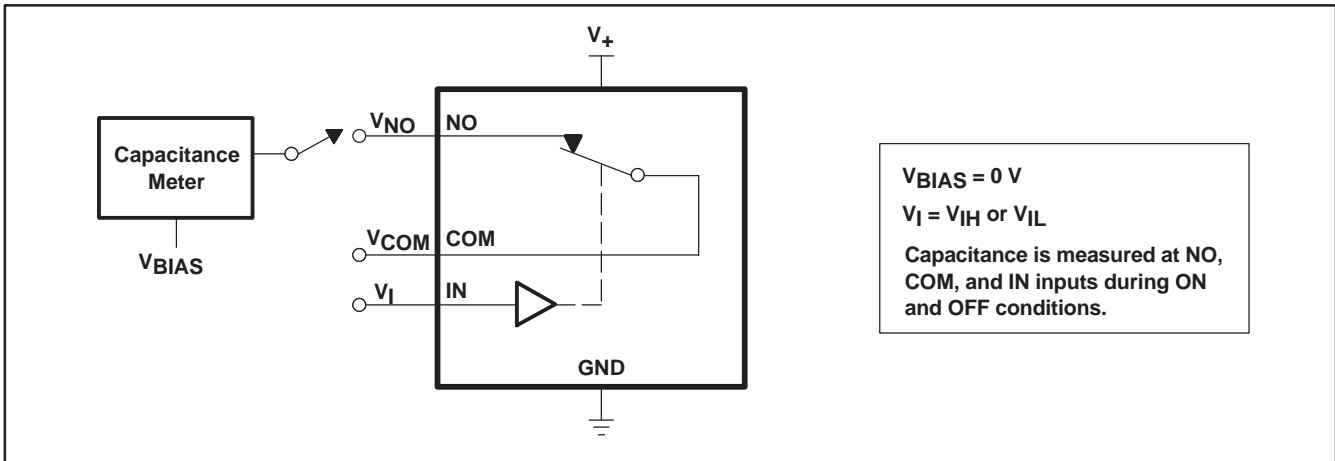 V+
VNO
NO
Capacitance
Meter
VBIAS
VCOM
COM
VI
IN
GND
VBIAS = 0 V
VI = VIH or VIL
Capacitance is measured at NO,
COM, and IN inputs during ON
and OFF conditions.